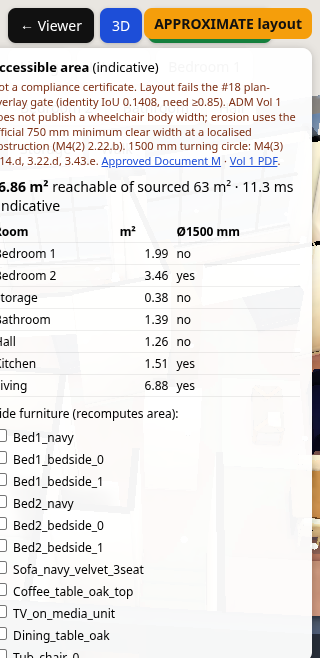 ← Viewer
3D
APPROXIMATE layout
ccessible area (indicative) Bedroom 1
ot a compliance certificate. Layout fails the #18 plan-
verlay gate (identity IoU 0.1408, need ≥0.85). ADM Vol 1
oes not publish a wheelchair body width; erosion uses the
fficial 750 mm minimum clear width at a localised
bstruction (M4(2) 2.22.b). 1500 mm turning circle: M4(3)
.14.d, 3.22.d, 3.43.e. Approved Document M · Vol 1 PDF.
6.86 m² reachable of sourced 63 m² · 11.3 ms
ndicative
Room m² Ø1500 mm
Bedroom 1 1.99 no
Bedroom 2 3.46 yes
torage 0.38 no
Bathroom 1.39 no
Hall 1.26 no
Kitchen 1.51 yes
iving 6.88 yes
ide furniture (recomputes area):
Bed1_navy
Bed1_bedside_0
Bed1_bedside_1
Bed2_navy
Bed2_bedside_0
Bed2_bedside_1
Sofa_navy_velvet_3seat
Coffee_table_oak_top
TV_on_media_unit
Dining_table_oak
Tub_chair_0